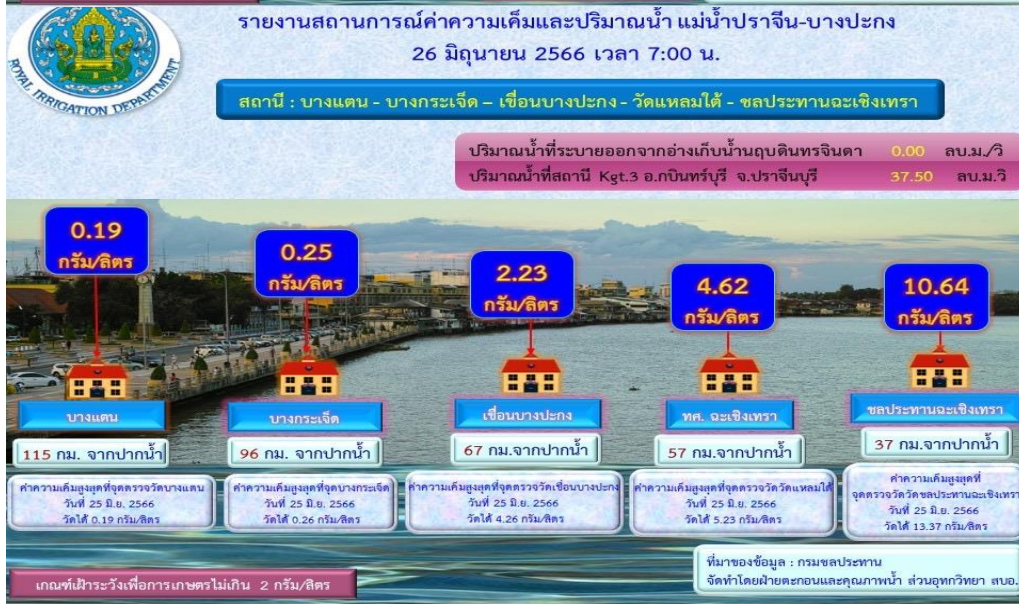 รายงานสถานการณ์ค่าความเค็มและปริมาณน้ำ แม่น้ำปราจีน-บางปะกง
26 มิถุนายน 2566 เวลา 7:00 น.
ROYAL IRRIGATION DEPARTMENT
สถานี : บางแตน - บางกระเจ็ด – เขื่อนบางปะกง - วัดแหลมใต้ - ชลประทานฉะเชิงเทรา
ปริมาณน้ำที่ระบายออกจากอ่างเก็บน้ำนฤบดินทรจินดา 0.00 ลบ.ม./วิ
ปริมาณน้ำที่สถานี Kgt.3 อ.กบินทร์บุรี จ.ปราจีนบุรี 37.50 ลบ.ม.วิ
0.19
กรัม/ลิตร
0.25
กรัม/ลิตร
2.23
กรัม/ลิตร
4.62
กรัม/ลิตร
10.64
กรัม/ลิตร
บางแตน
บางกระเจ็ด
เขื่อนบางปะกง
ทศ. ฉะเชิงเทรา
ชลประทานฉะเชิงเทรา
115 กม. จากปากน้ำ
96 กม. จากปากน้ำ
67 กม.จากปากน้ำ
57 กม.จากปากน้ำ
37 กม.จากปากน้ำ
ค่าความเค็มสูงสุดที่จุดตรวจวัดบางแตน
วันที่ 25 มิ.ย. 2566
วัดได้ 0.19 กรัม/ลิตร
ค่าความเค็มสูงสุดที่จุดบางกระเจ็ด
วันที่ 25 มิ.ย. 2566
วัดได้ 0.26 กรัม/ลิตร
ค่าความเค็มสูงสุดที่จุดตรวจวัดเขื่อนบางปะกง
วันที่ 25 มิ.ย. 2566
วัดได้ 4.26 กรัม/ลิตร
ค่าความเค็มสูงสุดที่จุดตรวจวัดวัดแหลมใต้
วันที่ 25 มิ.ย. 2566
วัดได้ 5.23 กรัม/ลิตร
ค่าความเค็มสูงสุดที่
จุดตรวจวัดวัดชลประทานฉะเชิงเทรา
วันที่ 25 มิ.ย. 2566
วัดได้ 13.37 กรัม/ลิตร
เกณฑ์เฝ้าระวังเพื่อการเกษตรไม่เกิน 2 กรัม/ลิตร
ที่มาของข้อมูล : กรมชลประทาน
จัดทำโดยฝ่ายตะกอนและคุณภาพน้ำ ส่วนอุทกวิทยา สบอ.